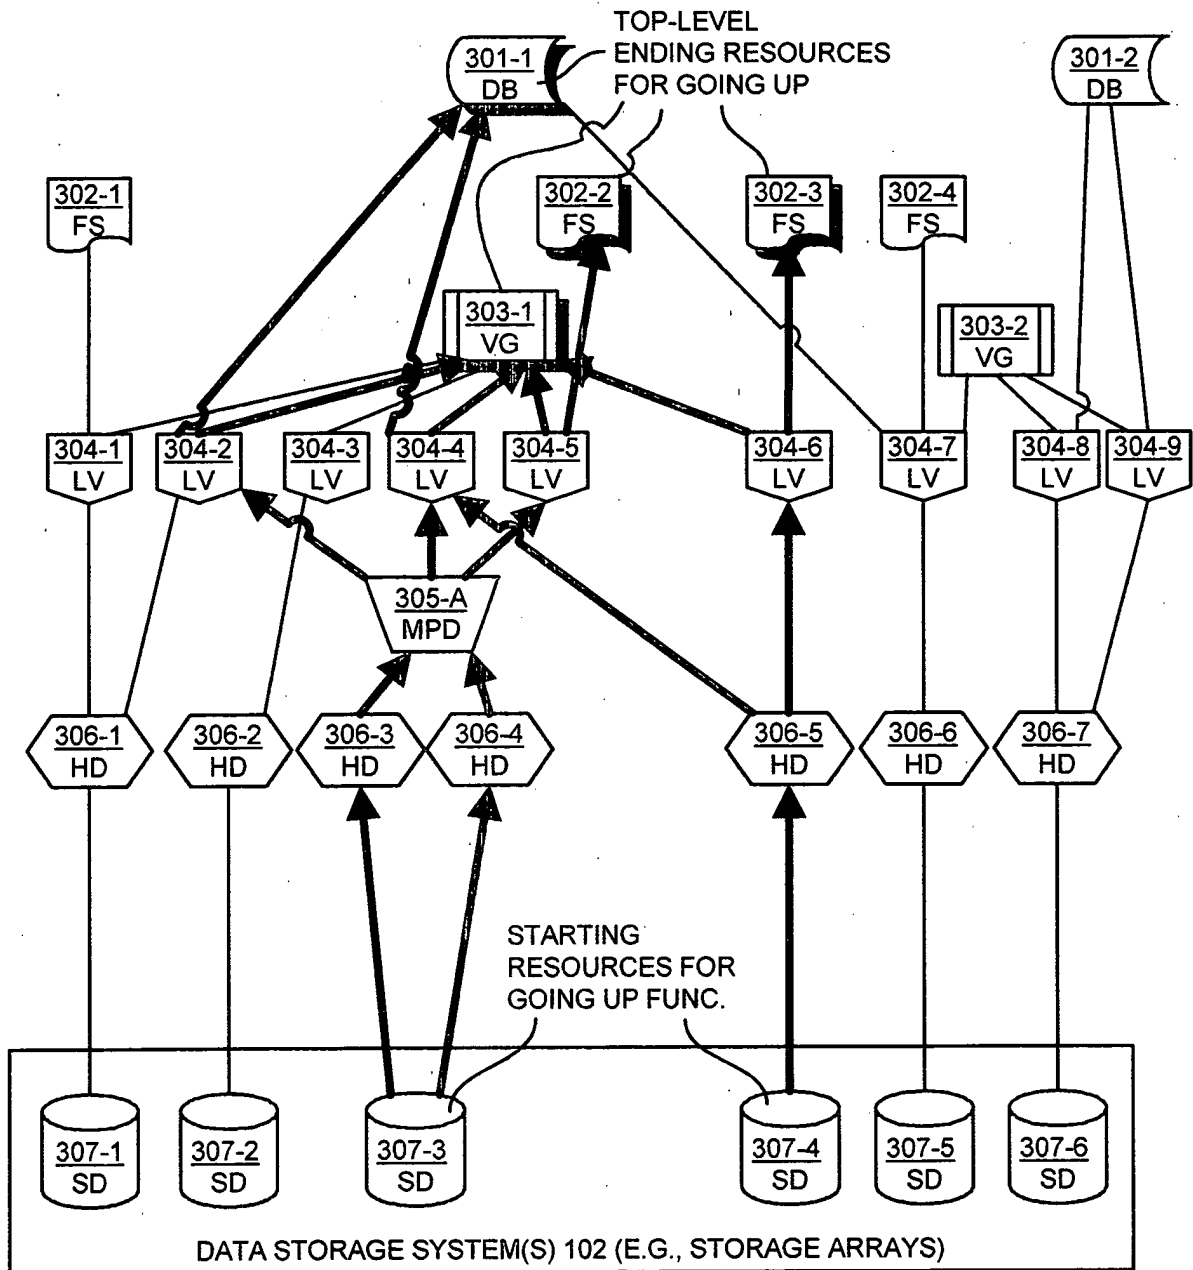 TOP-LEVEL
ENDING RESOURCES
FOR GOING UP
301-1
DB
301-2
DB
302-1
FS
302-2
FS
302-3
FS
302-4
FS
303-1
VG
303-2
VG
304-1
LV
304-2
LV
304-3
LV
304-4
LV
304-5
LV
304-6
LV
304-7
LV
304-8
LV
304-9
LV
305-A
MPD
306-1
HD
306-2
HD
306-3
HD
306-4
HD
306-5
HD
306-6
HD
306-7
HD
STARTING
RESOURCES FOR
GOING UP FUNC.
307-1
SD
307-2
SD
307-3
SD
307-4
SD
307-5
SD
307-6
SD
DATA STORAGE SYSTEM(S) 102 (E.G., STORAGE ARRAYS)